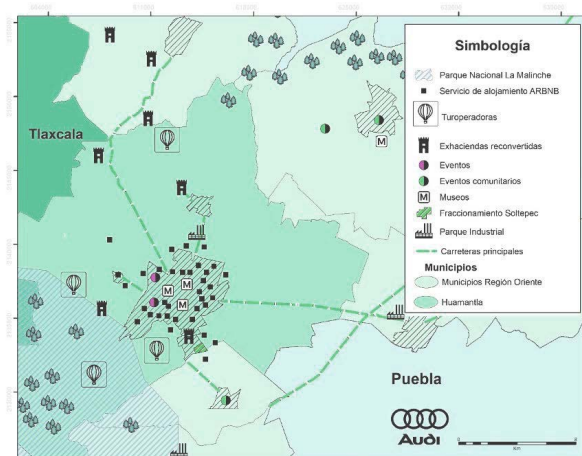 Simbología
Parque Nacional La Malinche
Servicio de alojamiento ARBNB
Turoperadoras
Exhaciendas reconvertidas
Eventos
Eventos comunitarios
M
Museos
Fraccionamiento Soltepec
Parque Industrial
Carreteras principales
Municipios
Municipios Región Oriente
Huamantla
Tlaxcala
M
M
M
M
Puebla
Audi
km